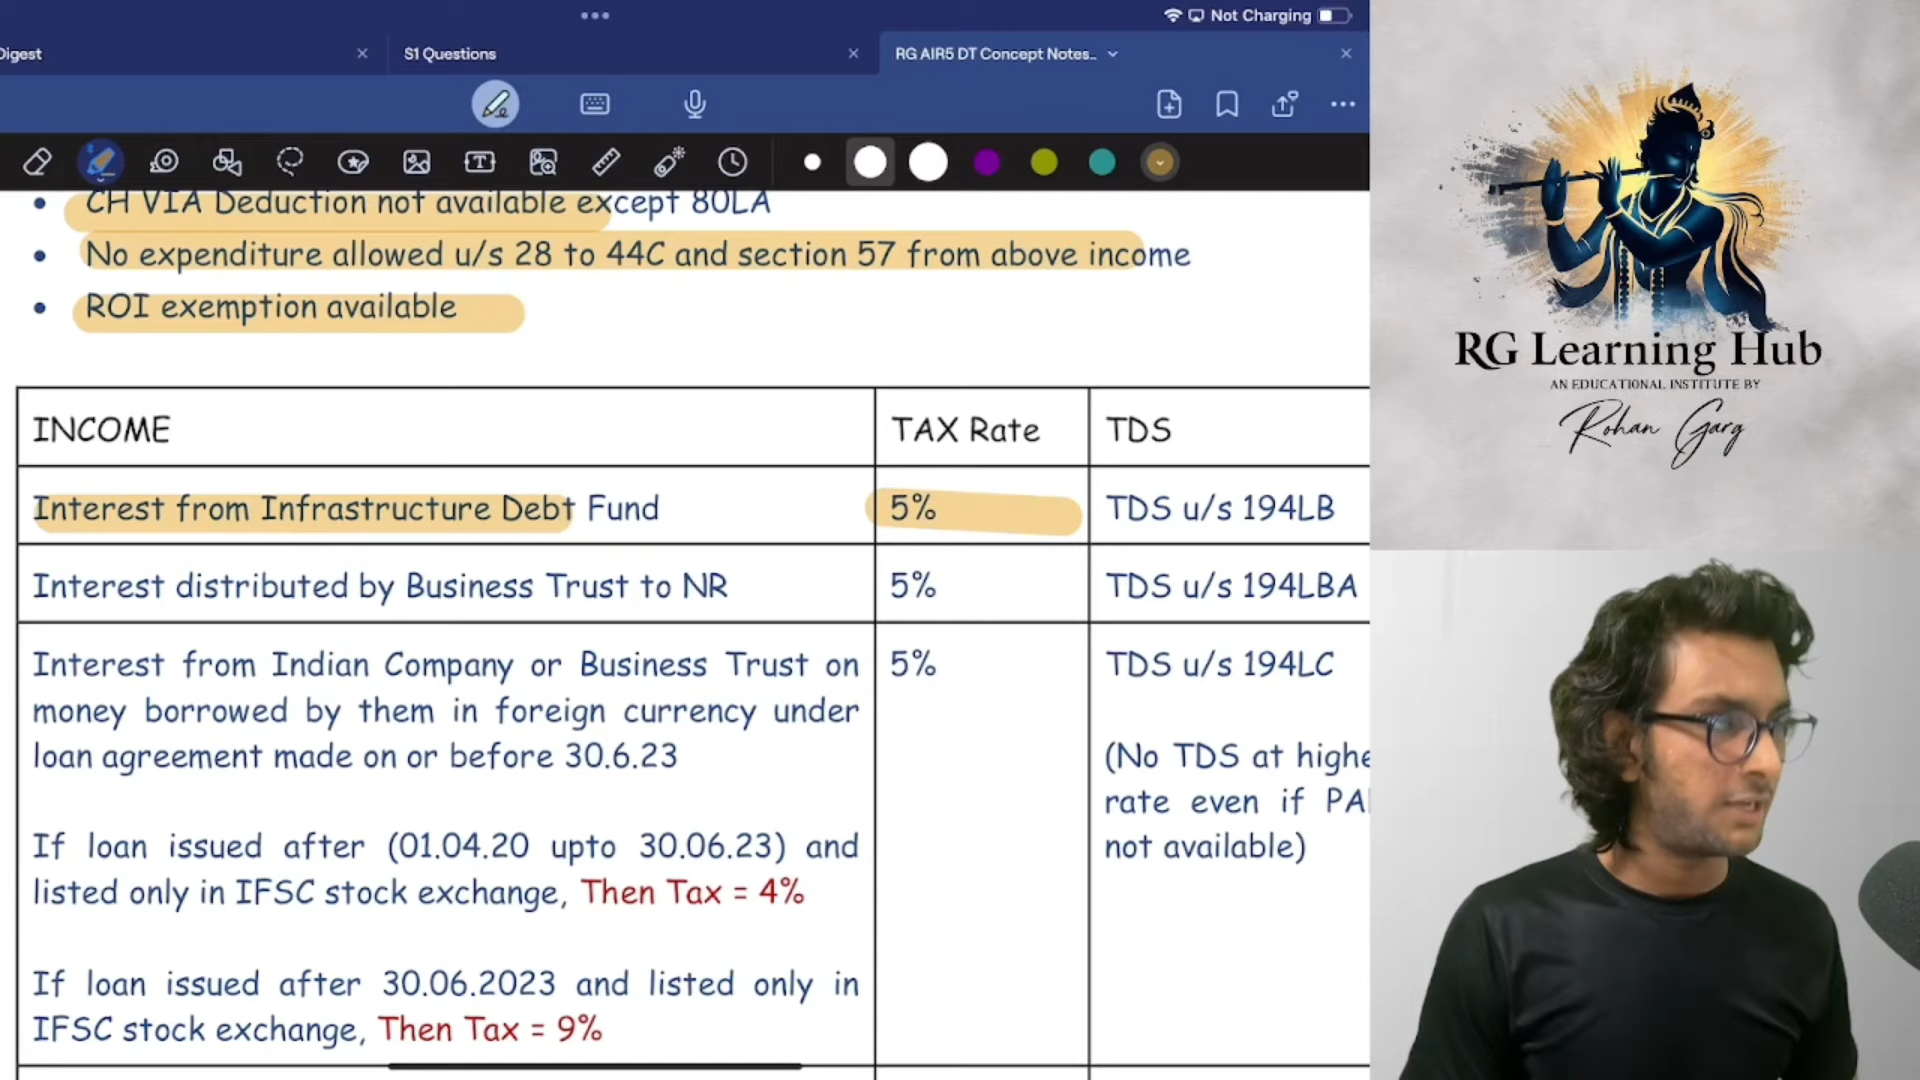 Not Charging
Digest
S1 Questions
RG AIR5 DT Concept Notes..
CH VIA Deduction not available except 80LA
No expenditure allowed u/s 28 to 44C and section 57 from above income
ROI exemption available
INCOME TAX Rate TDS
Interest from Infrastructure Debt Fund 5% TDS u/s 194LB
Interest distributed by Business Trust to NR 5% TDS u/s 194LBA
Interest from Indian Company or Business Trust on 5% TDS u/s 194LC
money borrowed by them in foreign currency under
loan agreement made on or before 30.6.23 (No TDS at highe
rate even if PA
If loan issued after (01.04.20 upto 30.06.23) and not available)
listed only in IFSC stock exchange, Then Tax = 4%
If loan issued after 30.06.2023 and listed only in
IFSC stock exchange, Then Tax = 9%
RG Learning Hub
AN EDUCATIONAL INSTITUTE BY
Rohan Garg